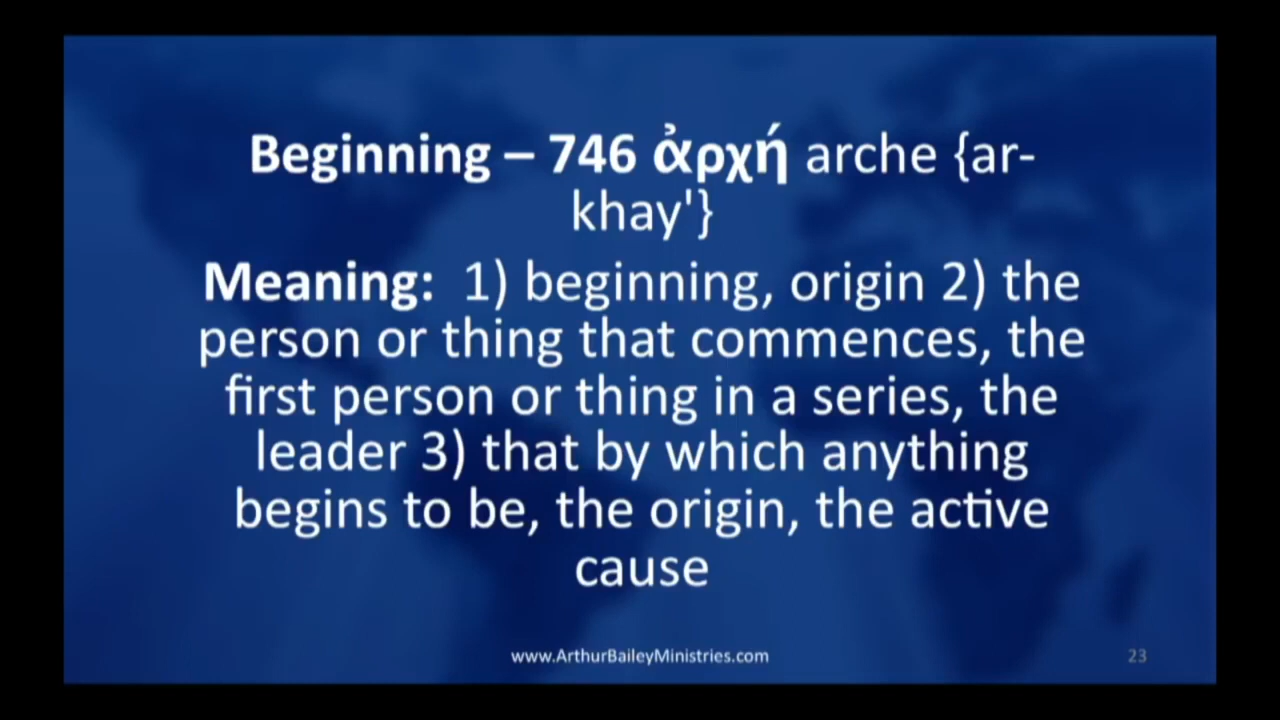 Beginning – 746 ἀρχή arche {ar-
khay'}
Meaning: 1) beginning, origin 2) the
person or thing that commences, the
first person or thing in a series, the
leader 3) that by which anything
begins to be, the origin, the active
cause
www.ArthurBaileyMinistries.com
23